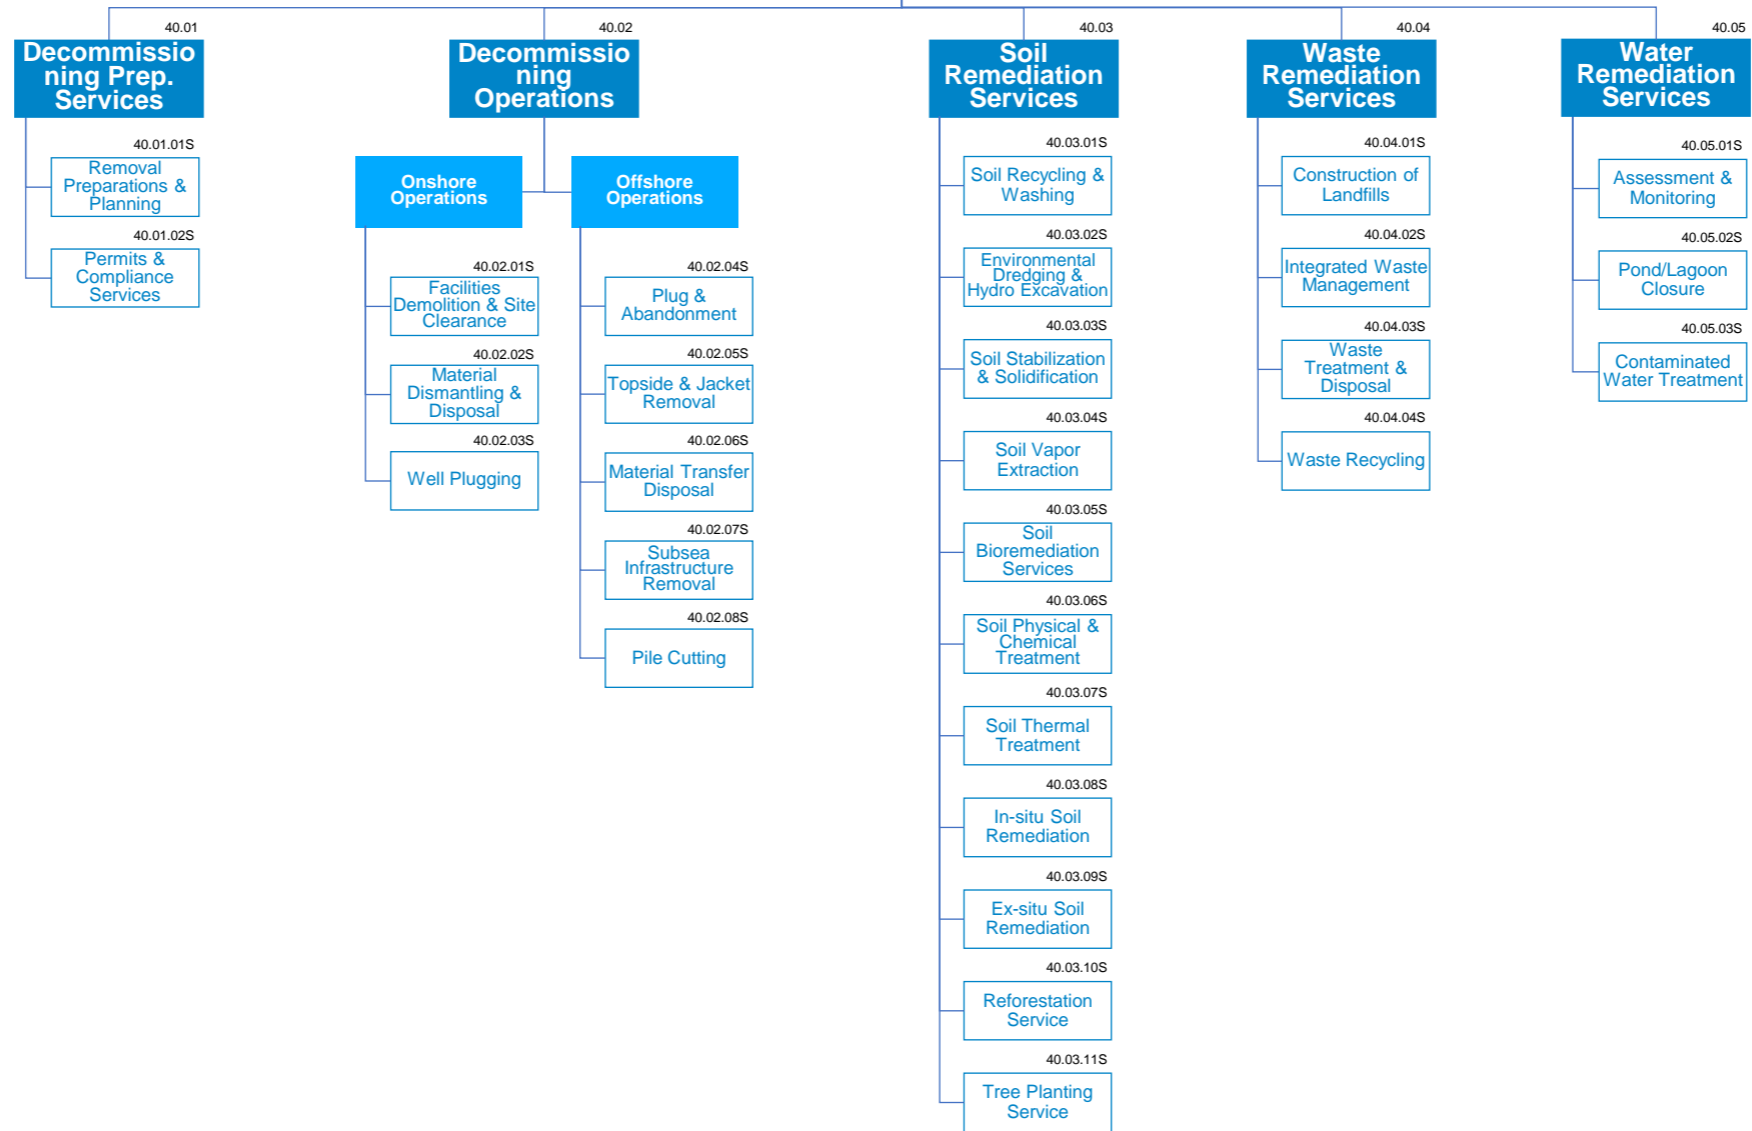 40.01
Decommissio
ning Prep.
Services
40.01.01S
Removal
Preparations &
Planning
40.01.02S
Permits &
Compliance
Services
40.02
Decommissio
ning
Operations
Onshore
Operations
40.02.01S
Facilities
Demolition & Site
Clearance
40.02.02S
Material
Dismantling &
Disposal
40.02.03S
Well Plugging
Offshore
Operations
40.02.04S
Plug &
Abandonment
40.02.05S
Topside & Jacket
Removal
40.02.06S
Material Transfer
Disposal
40.02.07S
Subsea
Infrastructure
Removal
40.02.08S
Pile Cutting
40.03
Soil
Remediation
Services
40.03.01S
Soil Recycling &
Washing
40.03.02S
Environmental
Dredging &
Hydro Excavation
40.03.03S
Soil Stabilization
& Solidification
40.03.04S
Soil Vapor
Extraction
40.03.05S
Soil
Bioremediation
Services
40.03.06S
Soil Physical &
Chemical
Treatment
40.03.07S
Soil Thermal
Treatment
40.03.08S
In-situ Soil
Remediation
40.03.09S
Ex-situ Soil
Remediation
40.03.10S
Reforestation
Service
40.03.11S
Tree Planting
Service
40.04
Waste
Remediation
Services
40.04.01S
Construction of
Landfills
40.04.02S
Integrated Waste
Management
40.04.03S
Waste
Treatment &
Disposal
40.04.04S
Waste Recycling
40.05
Water
Remediation
Services
40.05.01S
Assessment &
Monitoring
40.05.02S
Pond/Lagoon
Closure
40.05.03S
Contaminated
Water Treatment